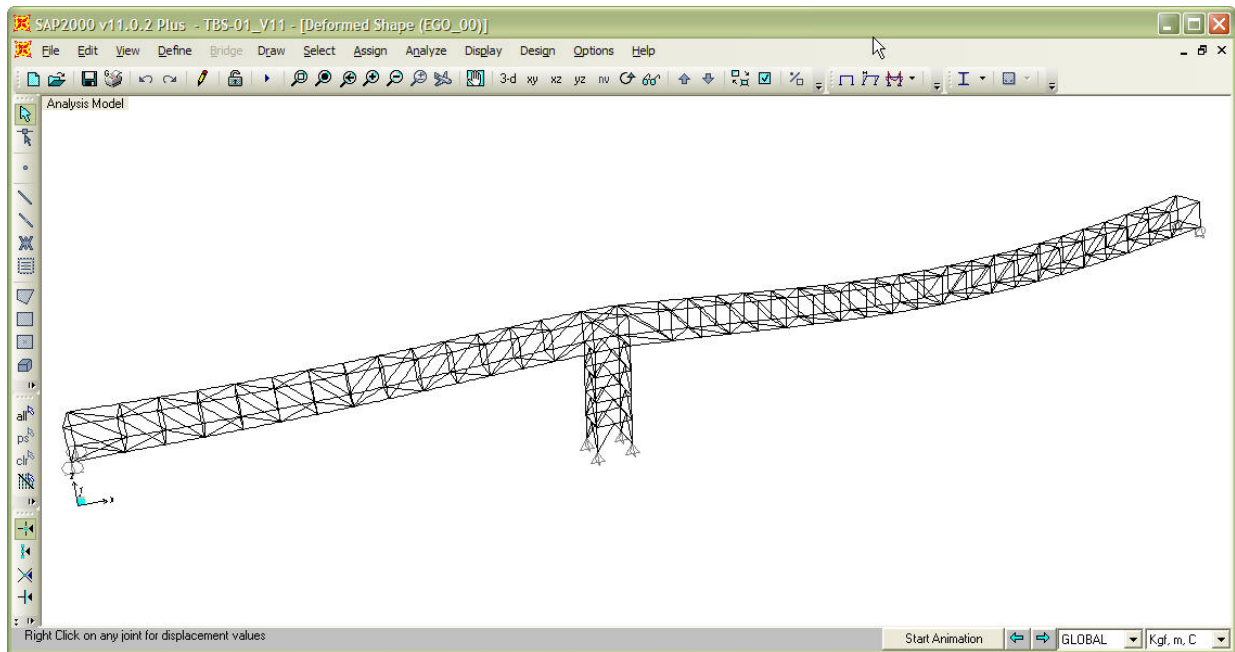 SAP2000 v11.0.2 Plus - TBS-01_V11 - [Deformed Shape (EGO_00)]
File Edit View Define Bridge Draw Select Assign Analyze Display Design Options Help
3-d xy xz yz nv
Analysis Model
all
ps
clr
Z
Y
X
Right Click on any joint for displacement values
Start Animation GLOBAL Kgf, m, C